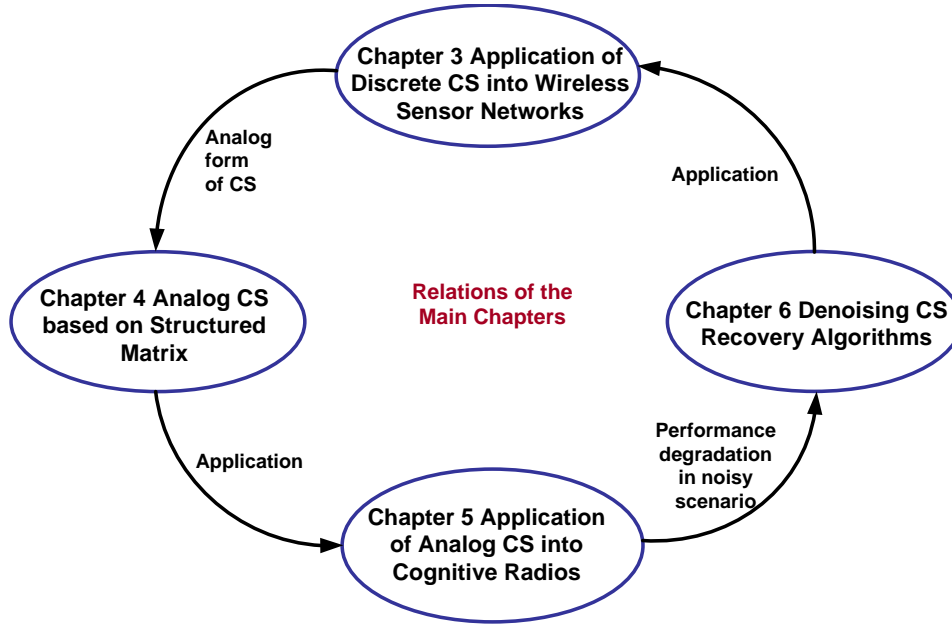 Chapter 3 Application of
Discrete CS into Wireless
Sensor Networks
Analog
form
of CS
Application
Chapter 4 Analog CS
based on Structured
Matrix
Relations of the
Main Chapters
Chapter 6 Denoising CS
Recovery Algorithms
Application
Performance
degradation
in noisy
scenario
Chapter 5 Application
of Analog CS into
Cognitive Radios